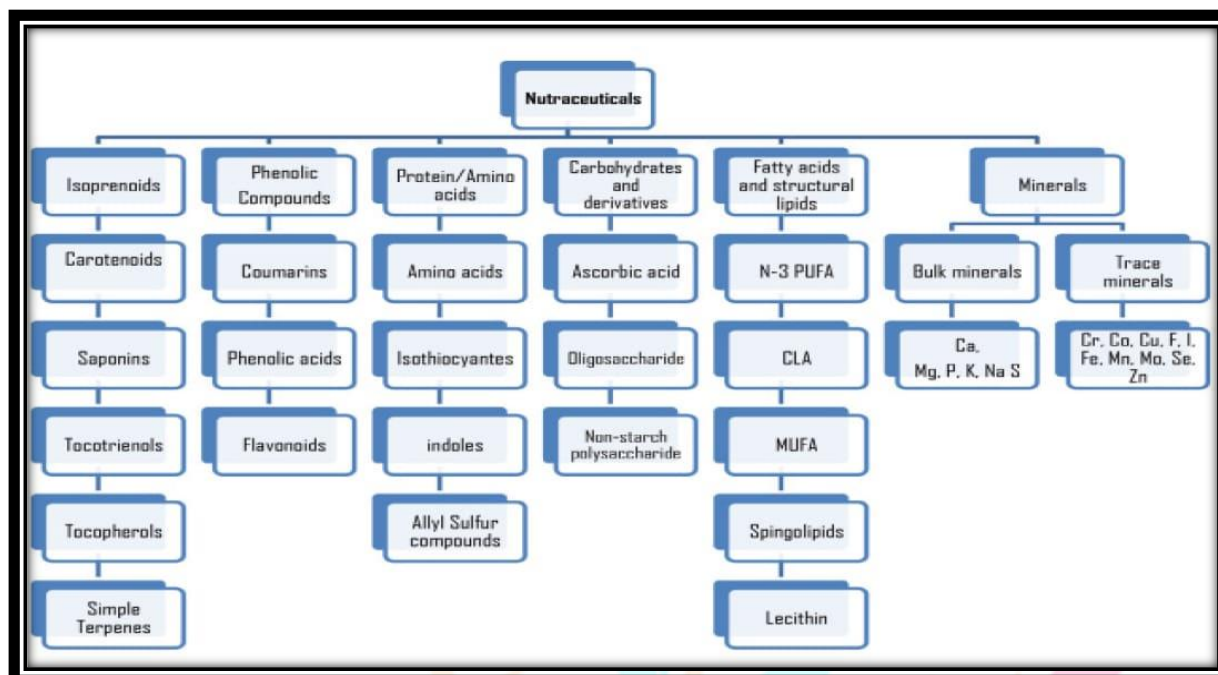 Nutraceuticals
Isoprenoids
Phenolic
Compounds
Protein/Amino
acids
Carbohydrates
and
derivatives
Fatty acids
and structural
lipids
Minerals
Carotenoids
Coumarins
Amino acids
Ascorbic acid
N-3 PUFA
Bulk minerals
Trace
minerals
Saponins
Phenolic acids
Isothiocyantes
Oligosaccharide
CLA
Ca,
Mg, P, K, Na S
Cr, Co, Cu, F, I,
Fe, Mn, Mo, Se,
Zn
Tocotrienols
Flavonoids
indoles
Non-starch
polysaccharide
MUFA
Tocopherols
Allyl Sulfur
compounds
Spingolipids
Simple
Terpenes
Lecithin